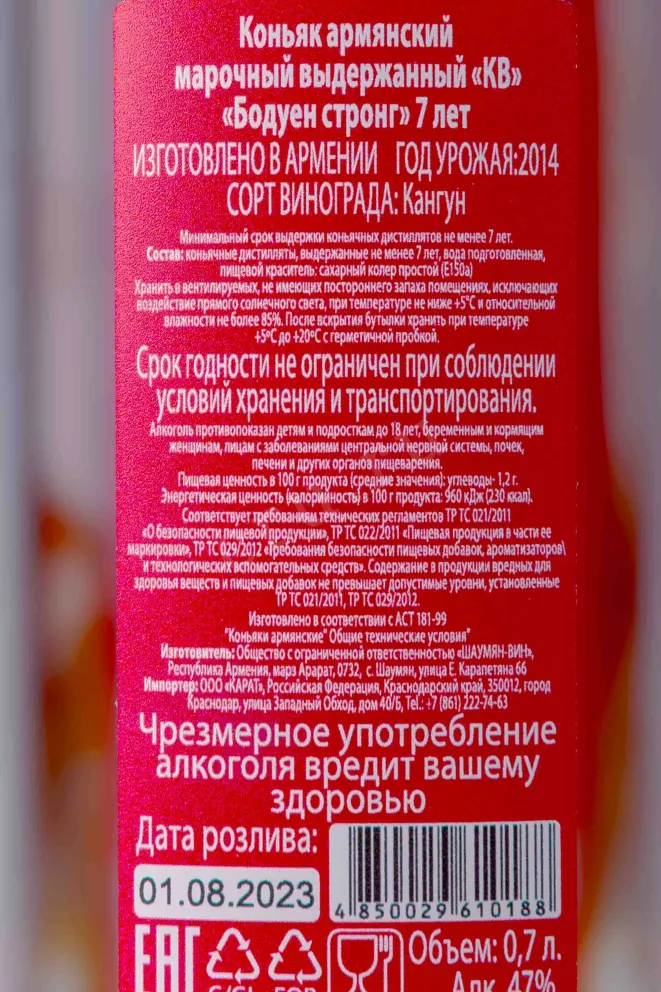 Коньяк армянский
марочный выдержанный «КВ»
«Бодуен стронг» 7 лет
ИЗГОТОВЛЕНО В АРМЕНИИ ГОД УРОЖАЯ:2014
СОРТ ВИНОГРАДА: Кангун
Минимальный срок выдержки коньячных дистиллятов не менее 7 лет.
Состав: коньячные дистилляты, выдержанные не менее 7 лет, вода подготовленная,
пищевой краситель: сахарный колер простой (E150a)
Хранить в вентилируемых, не имеющих постороннего запаха помещениях, исключающих
воздействие прямого солнечного света, при температуре не ниже +5°С и относительной
влажности не более 85%. После вскрытия бутылки хранить при температуре
+5ºС до +20ºС с герметичной пробкой.
Срок годности не ограничен при соблюдении
условий хранения и транспортирования.
Алкоголь противопоказан детям и подросткам до 18 лет, беременным и кормящим
женщинам, лицам с заболеваниями центральной нервной системы, почек,
печени и других органов пищеварения.
Пищевая ценность в 100 г продукта (средние значения): углеводы- 1,2 г.
Энергетическая ценность (калорийность) в 100 г продукта: 960 кДж (230 ккал).
Соответствует требованиям технических регламентов ТР ТС 021/2011
«О безопасности пищевой продукции», ТР ТС 022/2011 «Пищевая продукция в части ее
маркировки», ТР ТС 029/2012 «Требования безопасности пищевых добавок, ароматизаторов\
и технологических вспомогательных средств». Содержание в продукции вредных для
здоровья веществ и пищевых добавок не превышает допустимые уровни, установленные
ТР ТС 021/2011, ТР ТС 029/2012.
Изготовлено в соответствии с АСТ 181-99
"Коньяки армянские" Общие технические условия"
Изготовитель: Общество с ограниченной ответственностью «ШАУМЯН-ВИН»,
Республика Армения, марз Арарат, 0732, с. Шаумян, улица Е. Карапетяна 66
Импортер: ООО «КАРАТ», Российская Федерация, Краснодарский край, 350012, город
Краснодар, улица Западный Обход, дом 40/Б, Tel.: +7 (861) 222-74-63
Чрезмерное употребление
алкоголя вредит вашему
здоровью
Дата розлива:
01.08.2023
4 850029 610188
EAC
Объем: 0,7 л.
Алк. 47%